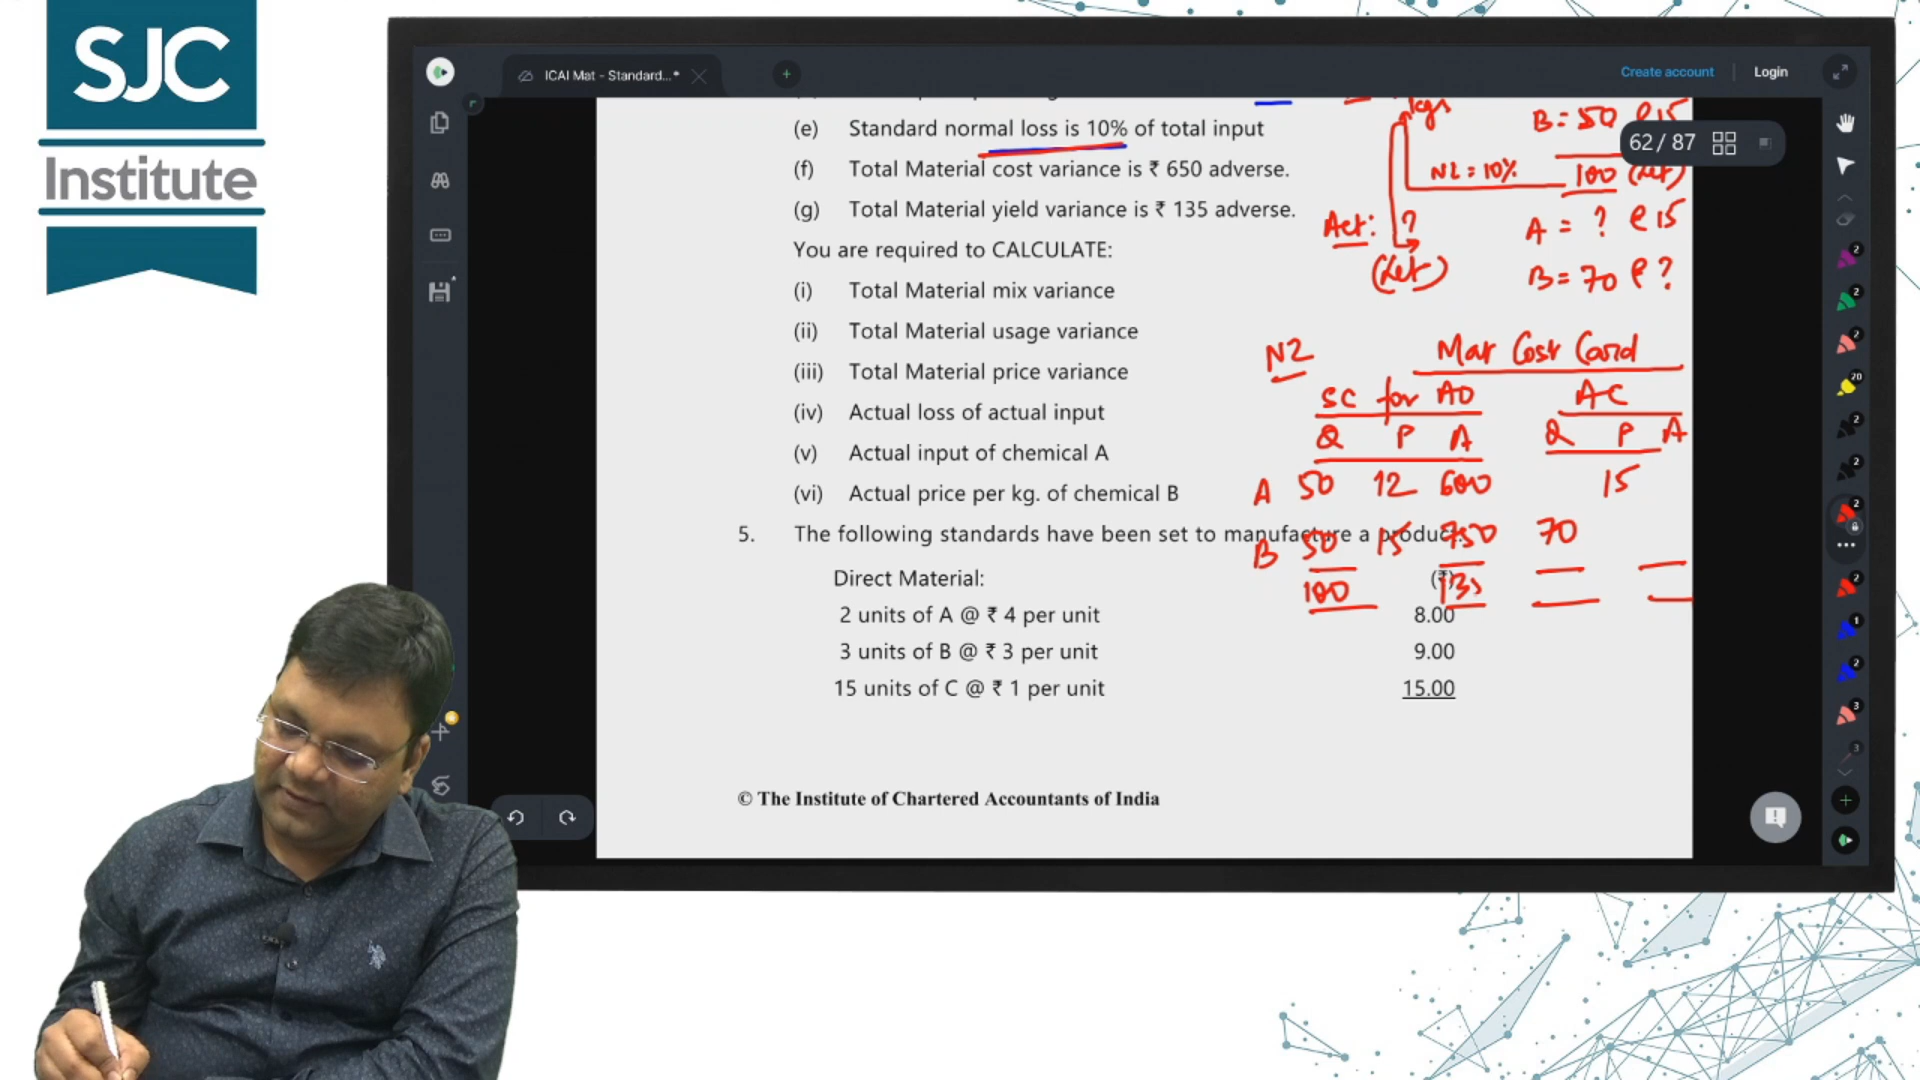 SJC
Institute
ICAI Mat - Standard...*
Create account
Login
62 / 87
(e) Standard normal loss is 10% of total input
(f) Total Material cost variance is ₹ 650 adverse.
(g) Total Material yield variance is ₹ 135 adverse.
You are required to CALCULATE:
(i) Total Material mix variance
(ii) Total Material usage variance
(iii) Total Material price variance
(iv) Actual loss of actual input
(v) Actual input of chemical A
(vi) Actual price per kg. of chemical B
5. The following standards have been set to manufacture a product:
Direct Material: (₹)
2 units of A @ ₹ 4 per unit 8.00
3 units of B @ ₹ 3 per unit 9.00
15 units of C @ ₹ 1 per unit 15.00
© The Institute of Chartered Accountants of India
kgs
B = 50 @ 15
NL = 10% 100 (Let)
Act: ? A = ? @ 15
(Let) B = 70 @ ?
N2 Mat Cost Card
SC for AO AC
Q P A Q P A
A 50 12 600 15
B 50 15 750 70
100 135